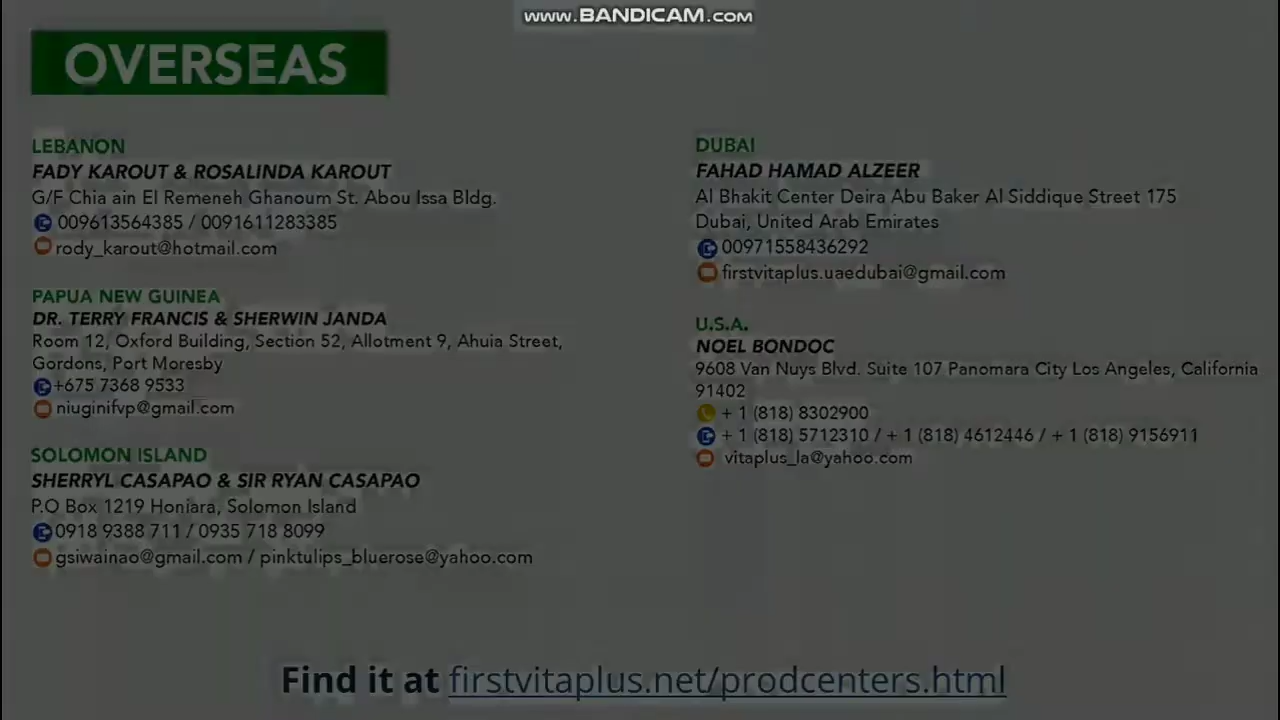 www.BANDICAM.com
OVERSEAS
LEBANON
FADY KAROUT & ROSALINDA KAROUT
G/F Chia ain El Remeneh Ghanoum St. Abou Issa Bldg.
009613564385 / 0091611283385
rody_karout@hotmail.com
PAPUA NEW GUINEA
DR. TERRY FRANCIS & SHERWIN JANDA
Room 12, Oxford Building, Section 52, Allotment 9, Ahuia Street,
Gordons, Port Moresby
+675 7368 9533
niuginifvp@gmail.com
SOLOMON ISLAND
SHERRYL CASAPAO & SIR RYAN CASAPAO
P.O Box 1219 Honiara, Solomon Island
0918 9388 711 / 0935 718 8099
gsiwainao@gmail.com / pinktulips_bluerose@yahoo.com
DUBAI
FAHAD HAMAD ALZEER
Al Bhakit Center Deira Abu Baker Al Siddique Street 175
Dubai, United Arab Emirates
00971558436292
firstvitaplus.uaedubai@gmail.com
U.S.A.
NOEL BONDOC
9608 Van Nuys Blvd. Suite 107 Panomara City Los Angeles, California
91402
+ 1 (818) 8302900
+ 1 (818) 5712310 / + 1 (818) 4612446 / + 1 (818) 9156911
vitaplus_la@yahoo.com
Find it at firstvitaplus.net/prodcenters.html